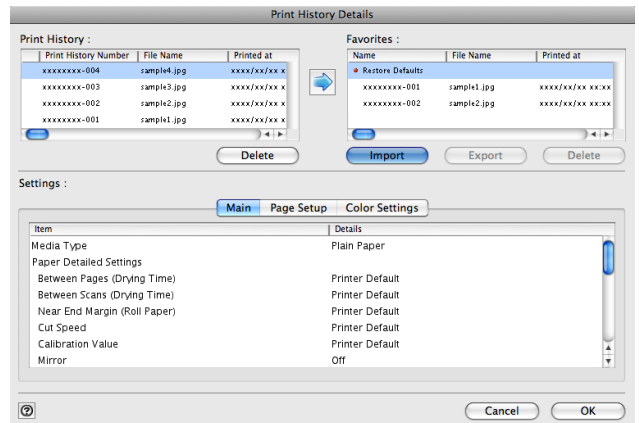 Print History Details
Print History :
Print History Number File Name Printed at
xxxxxxxx-004 sample4.jpg xxxx/xx/xx x
xxxxxxxx-003 sample3.jpg xxxx/xx/xx x
xxxxxxxx-002 sample2.jpg xxxx/xx/xx x
xxxxxxxx-001 sample1.jpg xxxx/xx/xx x
Delete
Favorites :
Name File Name Printed at
Restore Defaults
xxxxxxxx-001 sample1.jpg xxxx/xx/xx xx:xx
xxxxxxxx-002 sample2.jpg xxxx/xx/xx xx:xx
Import Export Delete
Settings :
Main Page Setup Color Settings
Item Details
Media Type Plain Paper
Paper Detailed Settings
Between Pages (Drying Time) Printer Default
Between Scans (Drying Time) Printer Default
Near End Margin (Roll Paper) Printer Default
Cut Speed Printer Default
Calibration Value Printer Default
Mirror Off
? Cancel OK